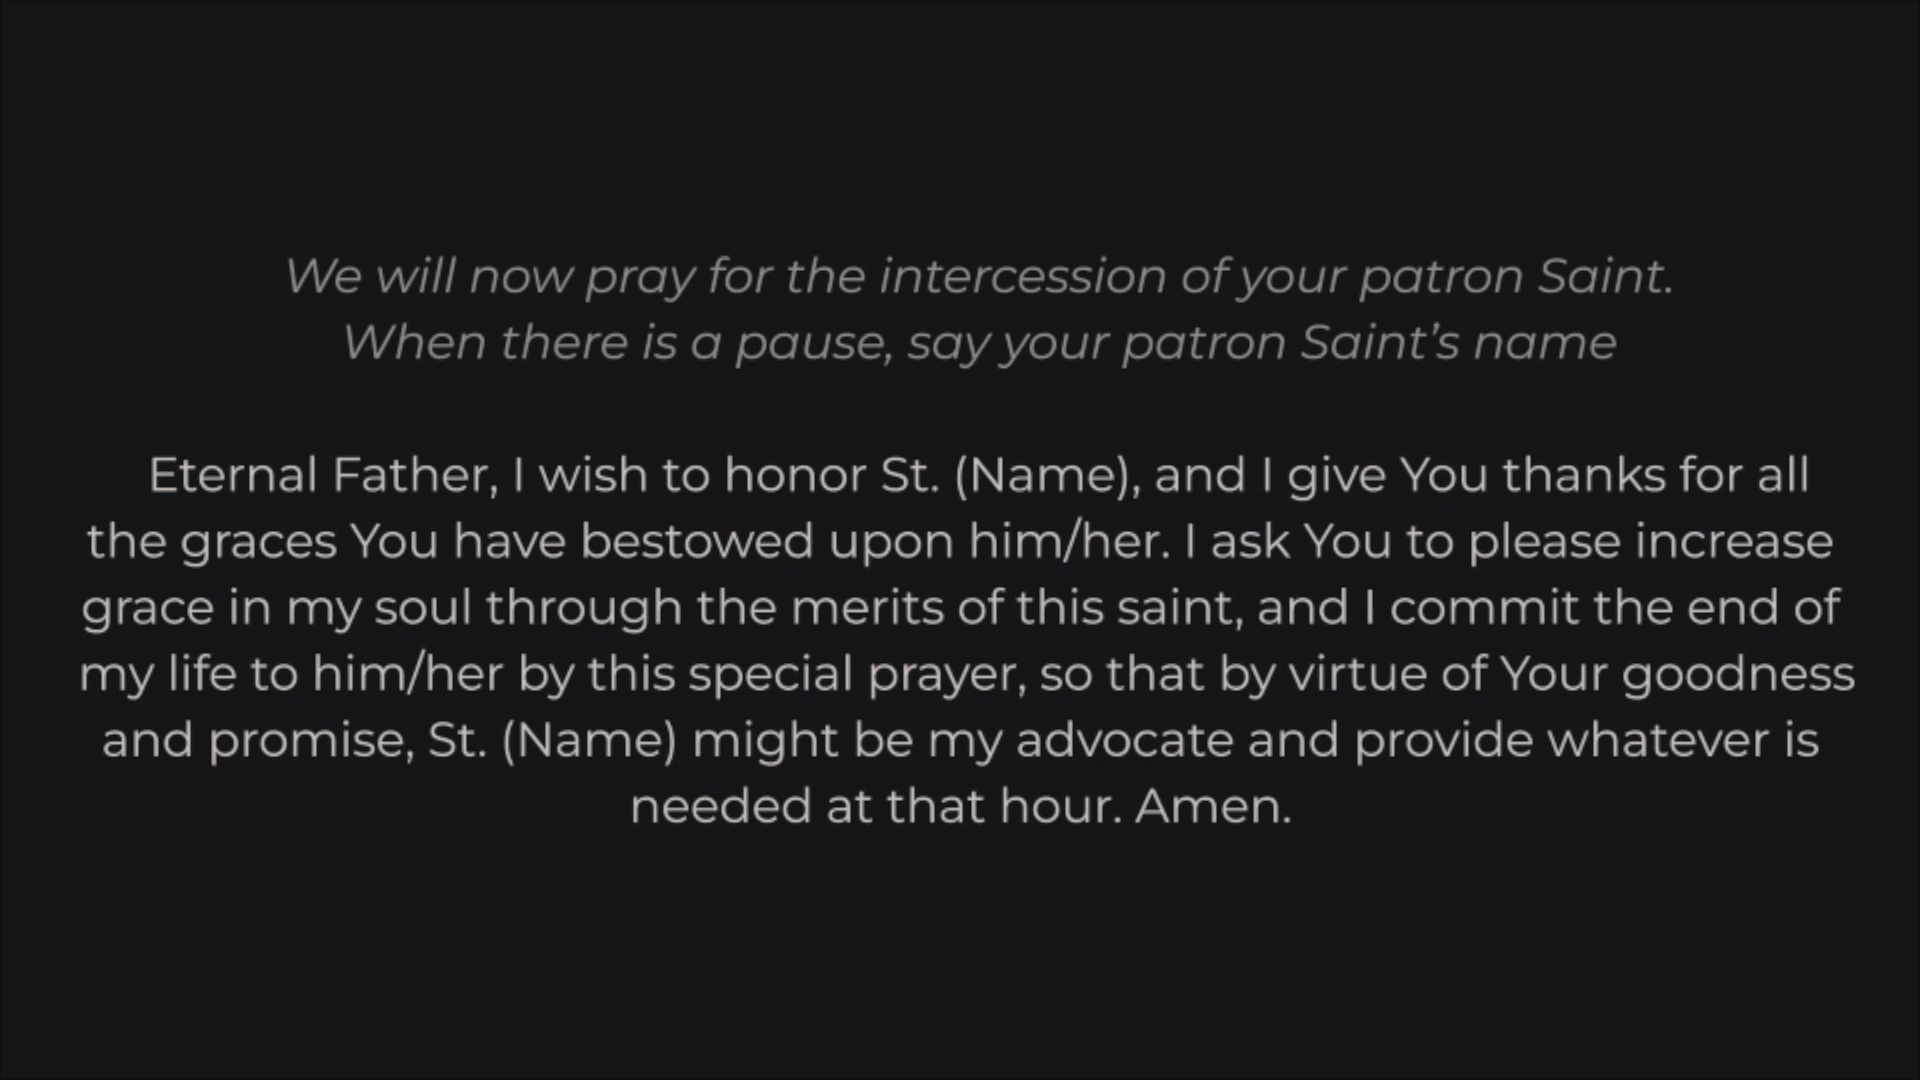 We will now pray for the intercession of your patron Saint.
When there is a pause, say your patron Saint’s name
Eternal Father, I wish to honor St. (Name), and I give You thanks for all
the graces You have bestowed upon him/her. I ask You to please increase
grace in my soul through the merits of this saint, and I commit the end of
my life to him/her by this special prayer, so that by virtue of Your goodness
and promise, St. (Name) might be my advocate and provide whatever is
needed at that hour. Amen.